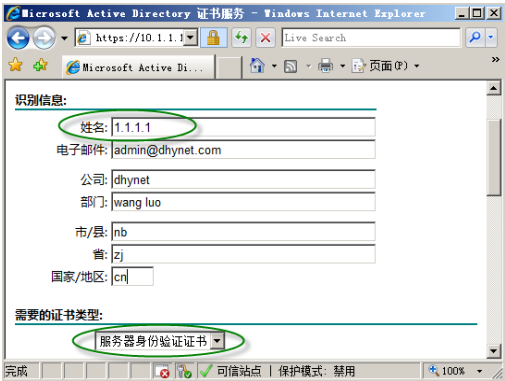 Microsoft Active Directory 证书服务 - Windows Internet Explorer
https://10.1.1.1
Live Search
Microsoft Active Di...
页面(P)
»
识别信息:
姓名: 1.1.1.1
电子邮件: admin@dhynet.com
公司: dhynet
部门: wang luo
市/县: nb
省: zj
国家/地区: cn
需要的证书类型:
服务器身份验证证书
完成
可信站点 | 保护模式: 禁用
100%